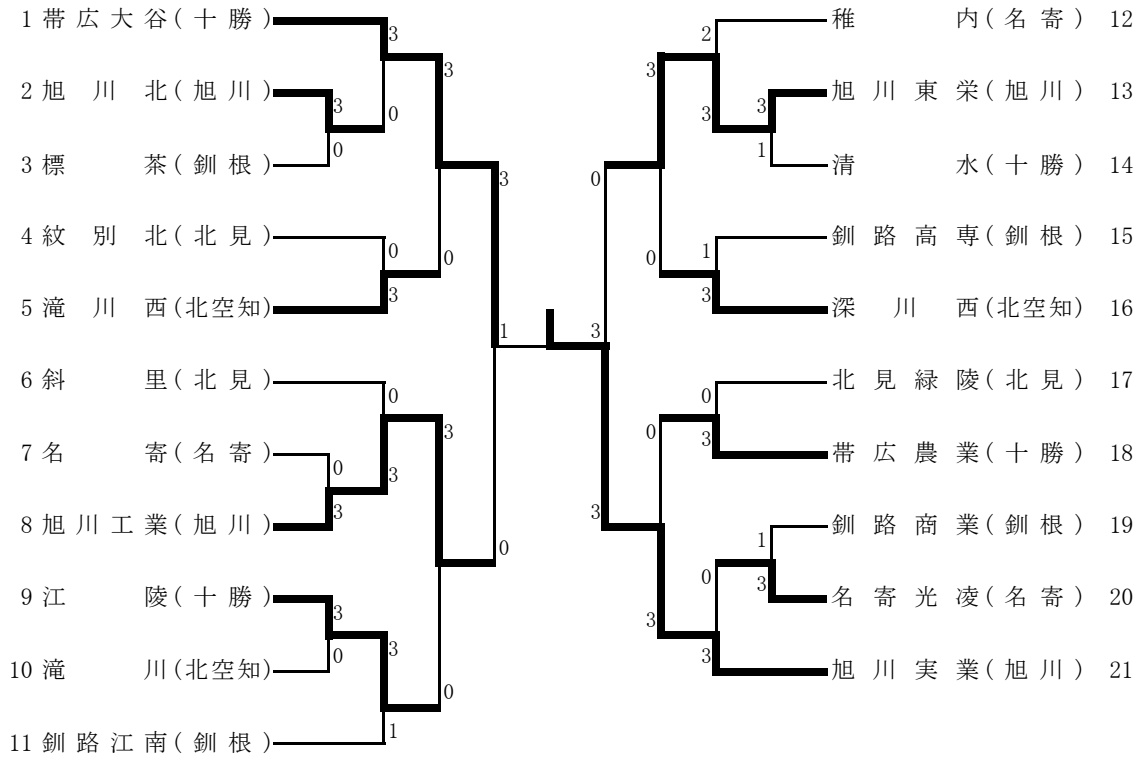 1 帯広大谷(十勝)
2 旭川北(旭川)
3 標茶(釧根)
4 紋別北(北見)
5 滝川西(北空知)
6 斜里(北見)
7 名寄(名寄)
8 旭川工業(旭川)
9 江陵(十勝)
10 滝川(北空知)
11 釧路江南(釧根)
3
3
0
0
3
0
3
0
3
0
3
0
3
3
3
0
3
0
1
0
1
3
稚内(名寄) 12
旭川東栄(旭川) 13
清水(十勝) 14
釧路高専(釧根) 15
深川西(北空知) 16
北見緑陵(北見) 17
帯広農業(十勝) 18
釧路商業(釧根) 19
名寄光凌(名寄) 20
旭川実業(旭川) 21
2
3
3
3
1
0
0
1
3
0
0
3
3
1
0
3
3
3